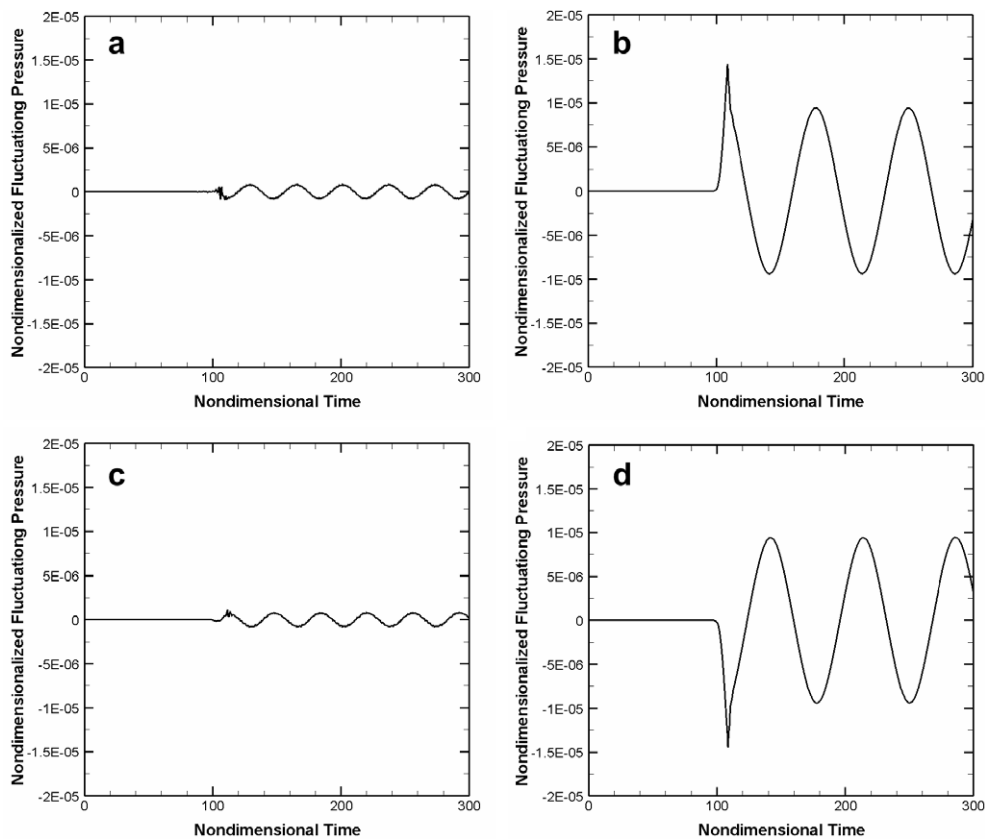 a
Nondimensionalized Fluctuationg Pressure
2E-05
1.5E-05
1E-05
5E-06
0
-5E-06
-1E-05
-1.5E-05
-2E-05
0 100 200 300
Nondimensional Time
b
Nondimensionalized Fluctuationg Pressure
2E-05
1.5E-05
1E-05
5E-06
0
-5E-06
-1E-05
-1.5E-05
-2E-05
0 100 200 300
Nondimensional Time
c
Nondimensionalized Fluctuationg Pressure
2E-05
1.5E-05
1E-05
5E-06
0
-5E-06
-1E-05
-1.5E-05
-2E-05
0 100 200 300
Nondimensional Time
d
Nondimensionalized Fluctuationg Pressure
2E-05
1.5E-05
1E-05
5E-06
0
-5E-06
-1E-05
-1.5E-05
-2E-05
0 100 200 300
Nondimensional Time